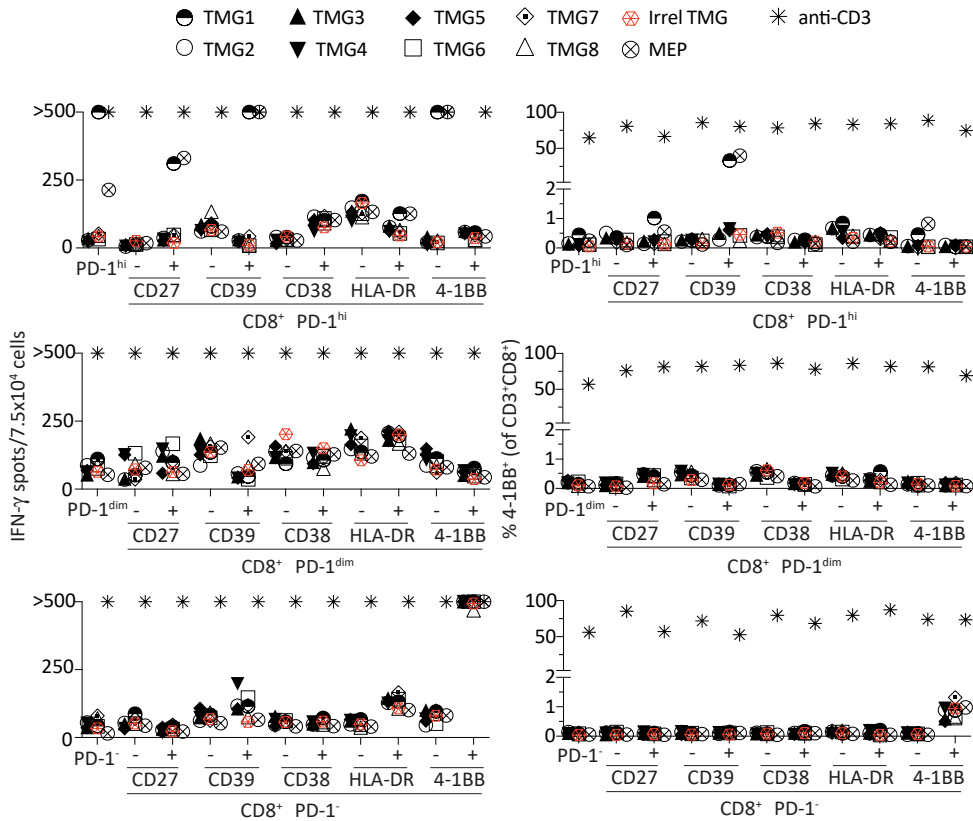 TMG1 TMG3 TMG5 TMG7 Irrel TMG anti-CD3
TMG2 TMG4 TMG6 TMG8 MEP
IFN-γ spots/7.5x10⁴ cells
% 4-1BB⁺ (of CD3⁺CD8⁺)
>500
250
0
PD-1ʰⁱ - + - + - + - + - +
CD27 CD39 CD38 HLA-DR 4-1BB
CD8⁺ PD-1ʰⁱ
100
50
2
1
0
PD-1ʰⁱ - + - + - + - + - +
CD27 CD39 CD38 HLA-DR 4-1BB
CD8⁺ PD-1ʰⁱ
>500
250
0
PD-1ᵈⁱᵐ - + - + - + - + - +
CD27 CD39 CD38 HLA-DR 4-1BB
CD8⁺ PD-1ᵈⁱᵐ
100
50
2
1
0
PD-1ᵈⁱᵐ - + - + - + - + - +
CD27 CD39 CD38 HLA-DR 4-1BB
CD8⁺ PD-1ᵈⁱᵐ
>500
250
0
PD-1⁻ - + - + - + - + - +
CD27 CD39 CD38 HLA-DR 4-1BB
CD8⁺ PD-1⁻
100
50
2
1
0
PD-1⁻ - + - + - + - + - +
CD27 CD39 CD38 HLA-DR 4-1BB
CD8⁺ PD-1⁻